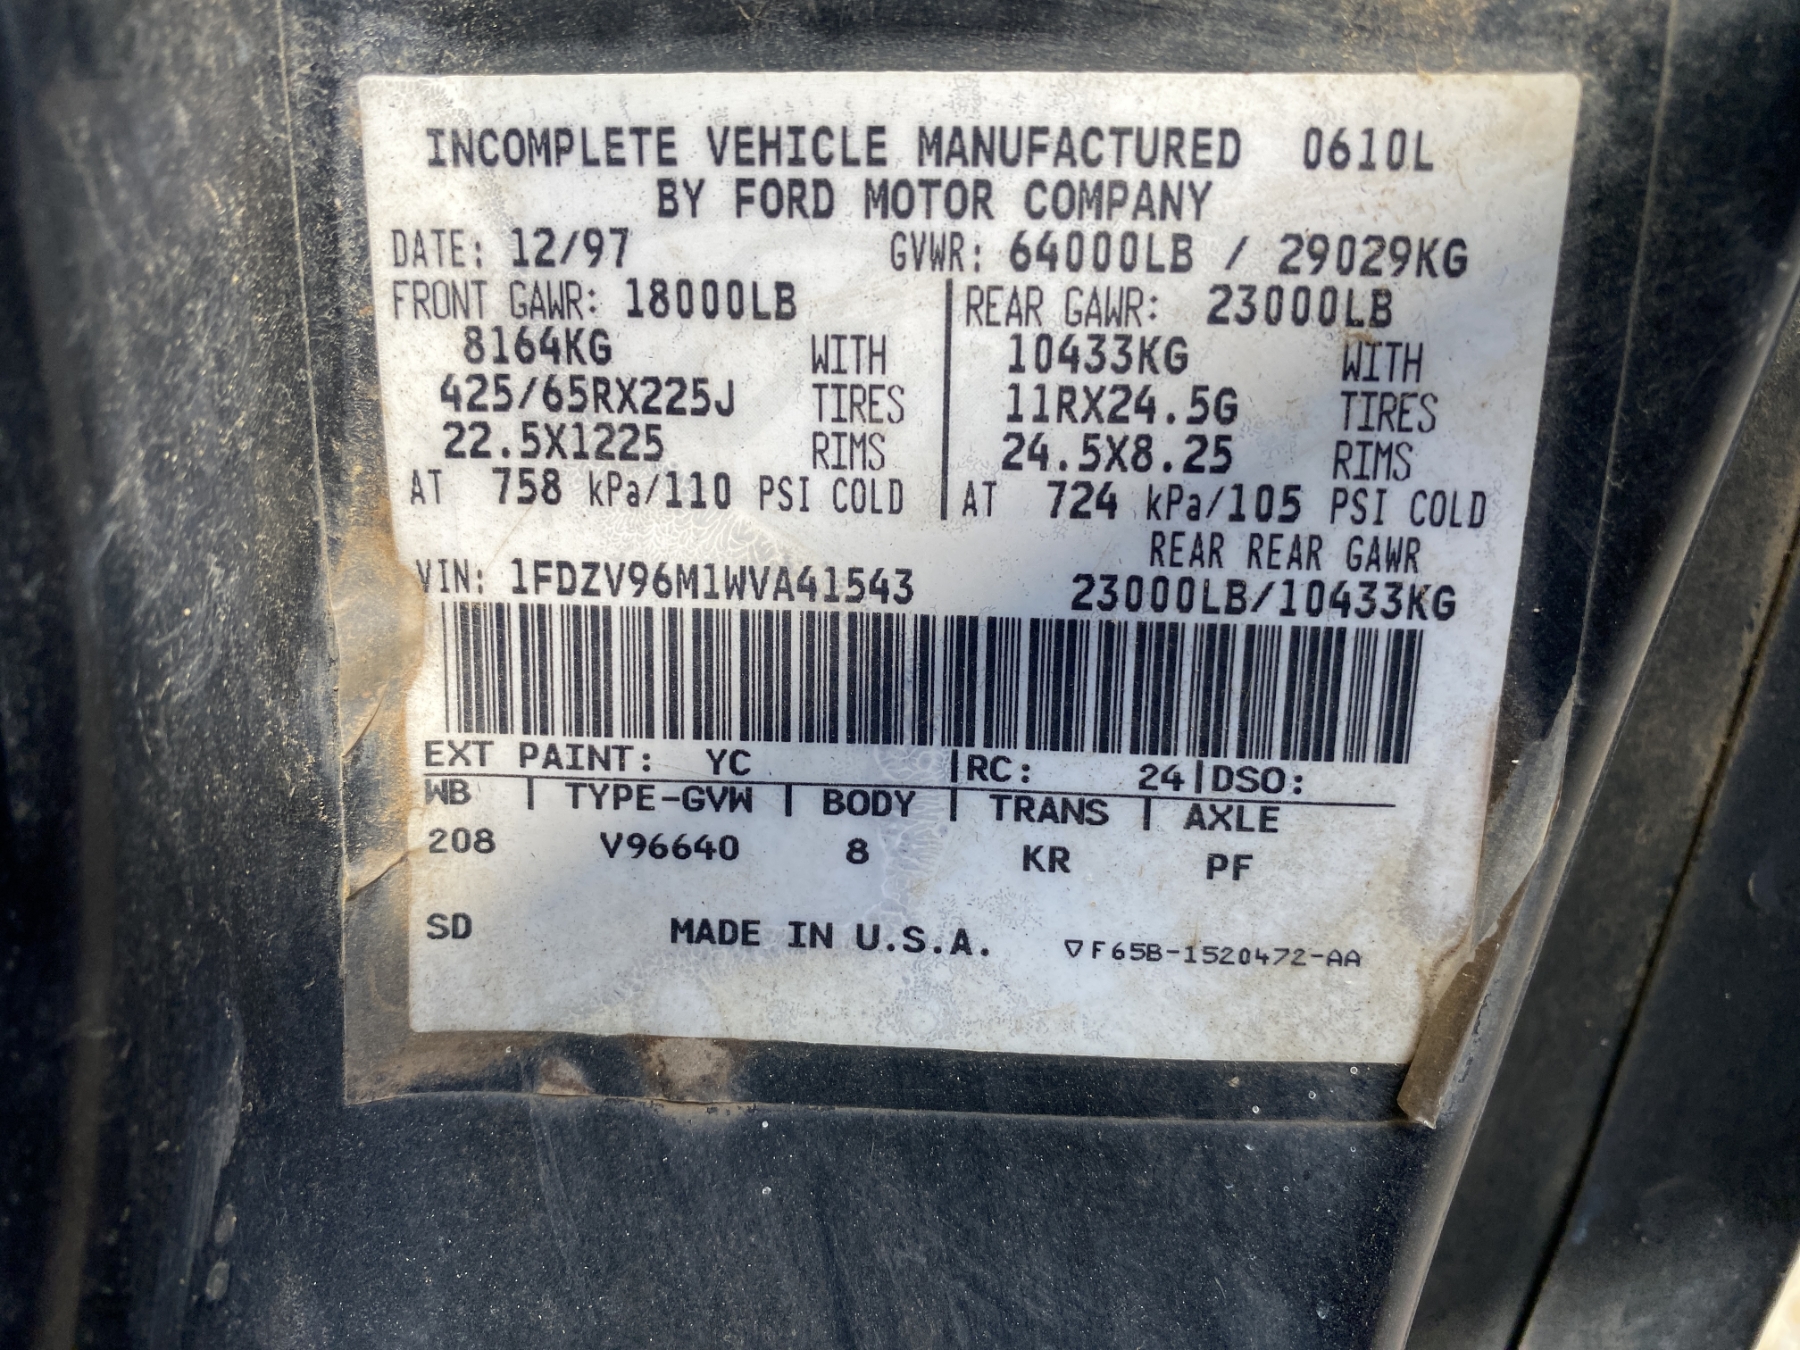 INCOMPLETE VEHICLE MANUFACTURED 0610L
BY FORD MOTOR COMPANY
DATE: 12/97 GVWR: 64000LB / 29029KG
FRONT GAWR: 18000LB REAR GAWR: 23000LB
8164KG WITH 10433KG WITH
425/65RX225J TIRES 11RX24.5G TIRES
22.5X1225 RIMS 24.5X8.25 RIMS
AT 758 kPa/110 PSI COLD AT 724 kPa/105 PSI COLD
REAR REAR GAWR
VIN: 1FDZV96M1WVA41543 23000LB/10433KG
EXT PAINT: YC |RC: 24|DSO:
WB | TYPE-GVW | BODY | TRANS | AXLE
208 V96640 8 KR PF
SD MADE IN U.S.A. ▽F65B-1520472-AA